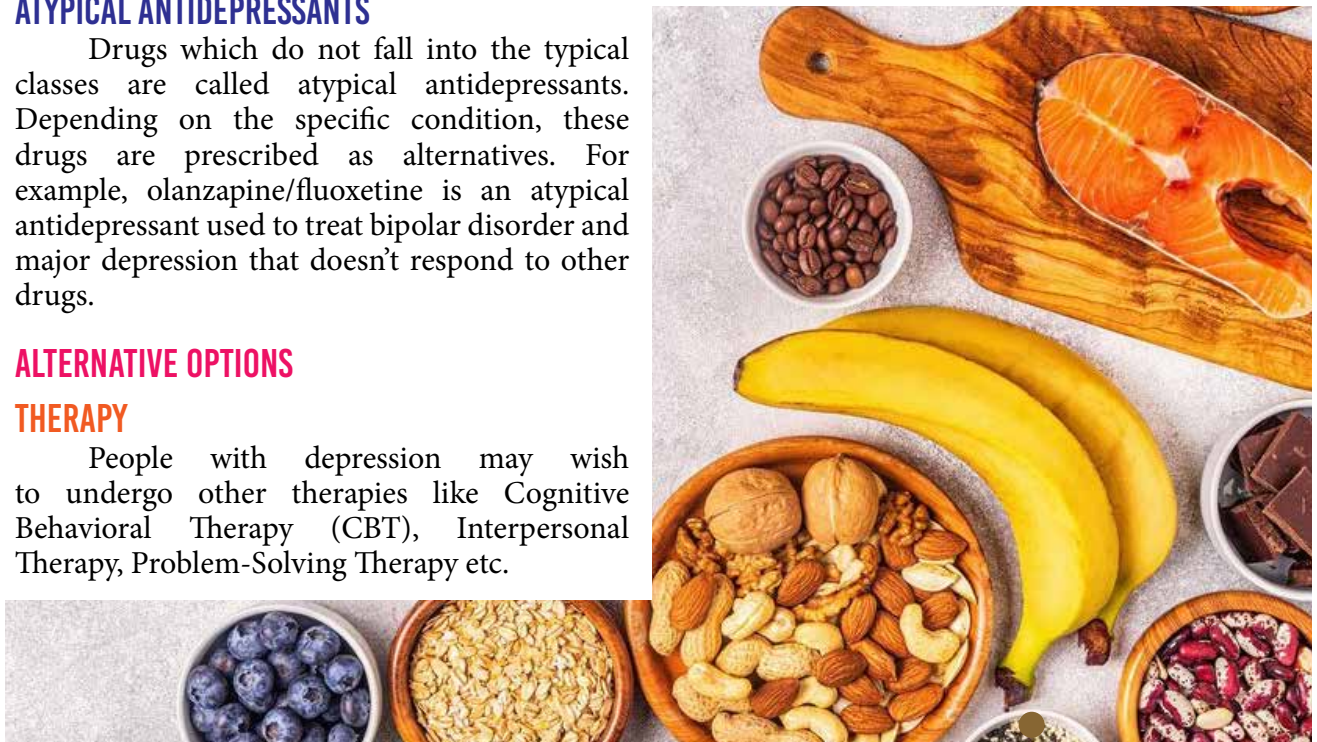 ATYPICAL ANTIDEPRESSANTS
Drugs which do not fall into the typical
classes are called atypical antidepressants.
Depending on the specific condition, these
drugs are prescribed as alternatives. For
example, olanzapine/fluoxetine is an atypical
antidepressant used to treat bipolar disorder and
major depression that doesn't respond to other
drugs.
ALTERNATIVE OPTIONS
THERAPY
People with depression may wish
to undergo other therapies like Cognitive
Behavioral Therapy (CBT), Interpersonal
Therapy, Problem-Solving Therapy etc.